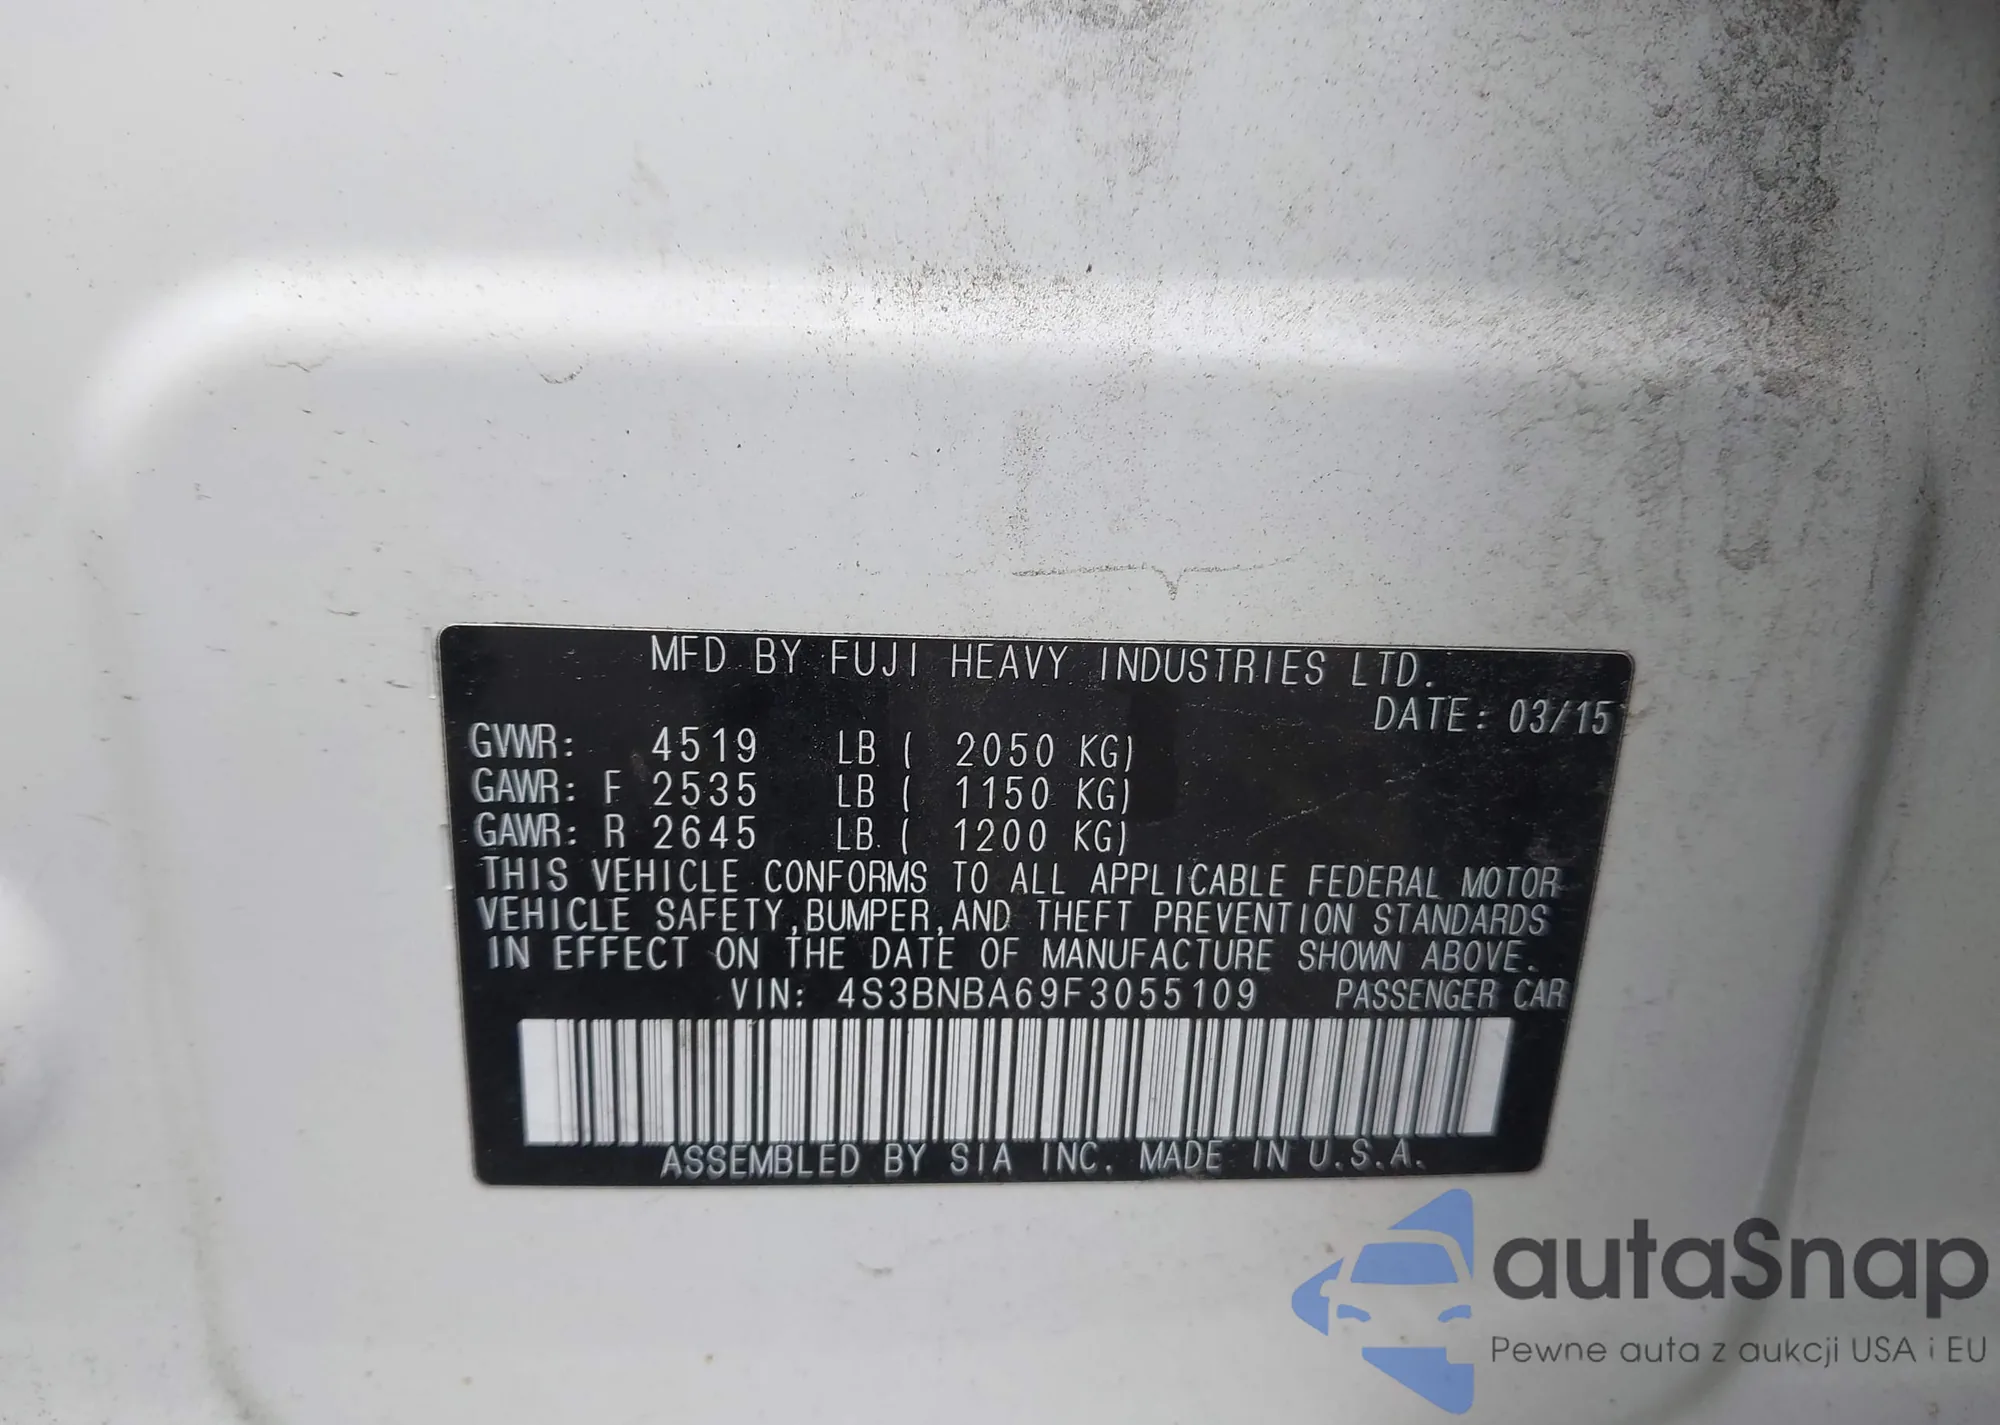 MFD BY FUJI HEAVY INDUSTRIES LTD.
DATE: 03/15
GVWR: 4519 LB ( 2050 KG)
GAWR: F 2535 LB ( 1150 KG)
GAWR: R 2645 LB ( 1200 KG)
THIS VEHICLE CONFORMS TO ALL APPLICABLE FEDERAL MOTOR
VEHICLE SAFETY,BUMPER,AND THEFT PREVENTION STANDARDS
IN EFFECT ON THE DATE OF MANUFACTURE SHOWN ABOVE.
VIN: 4S3BNBA69F3055109 PASSENGER CAR
ASSEMBLED BY SIA INC. MADE IN U.S.A.
autaSnap
Pewne auta z aukcji USA i EU